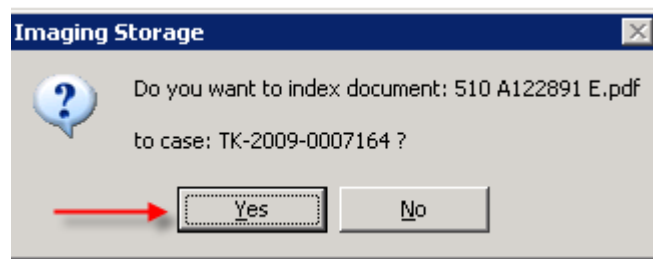 Imaging Storage
Do you want to index document: 510 A122891 E.pdf
to case: TK-2009-0007164 ?
Yes
No